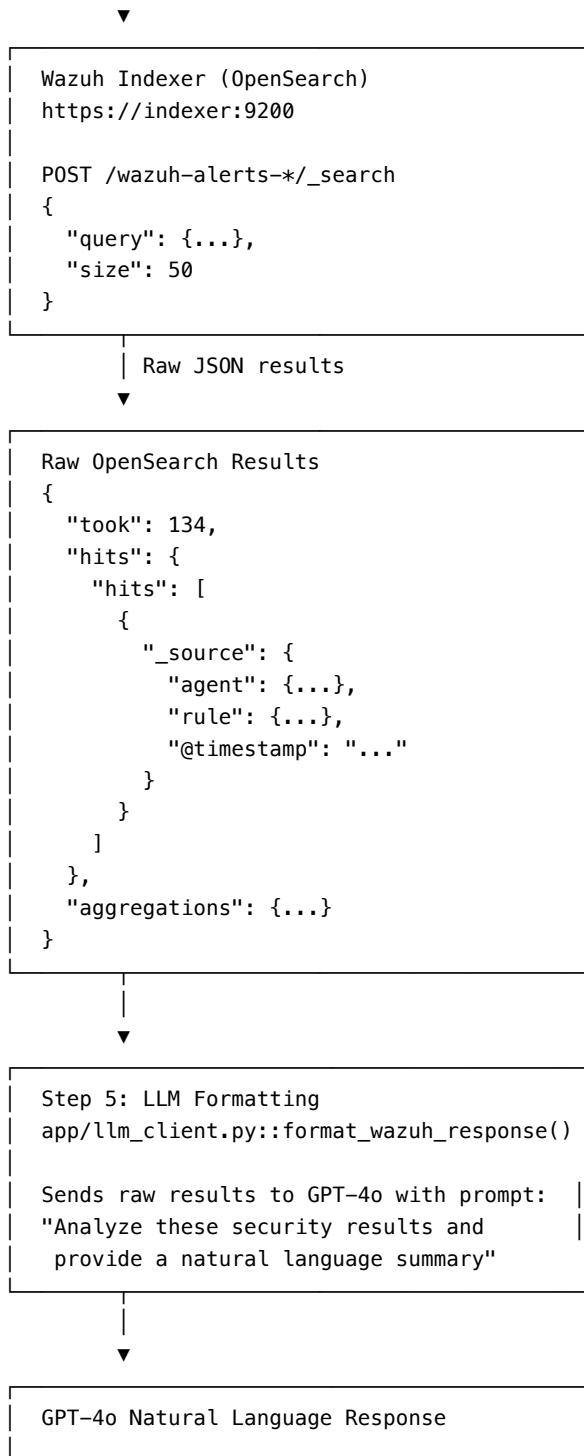 Wazuh Indexer (OpenSearch)
https://indexer:9200
POST /wazuh-alerts-*/_search
{
"query": {...},
"size": 50
}
Raw JSON results
Raw OpenSearch Results
{
"took": 134,
"hits": {
"hits": [
{
"_source": {
"agent": {...},
"rule": {...},
"@timestamp": "..."
}
}
]
},
"aggregations": {...}
}
Step 5: LLM Formatting
app/llm_client.py::format_wazuh_response()
Sends raw results to GPT-4o with prompt:
"Analyze these security results and
provide a natural language summary"
GPT-4o Natural Language Response